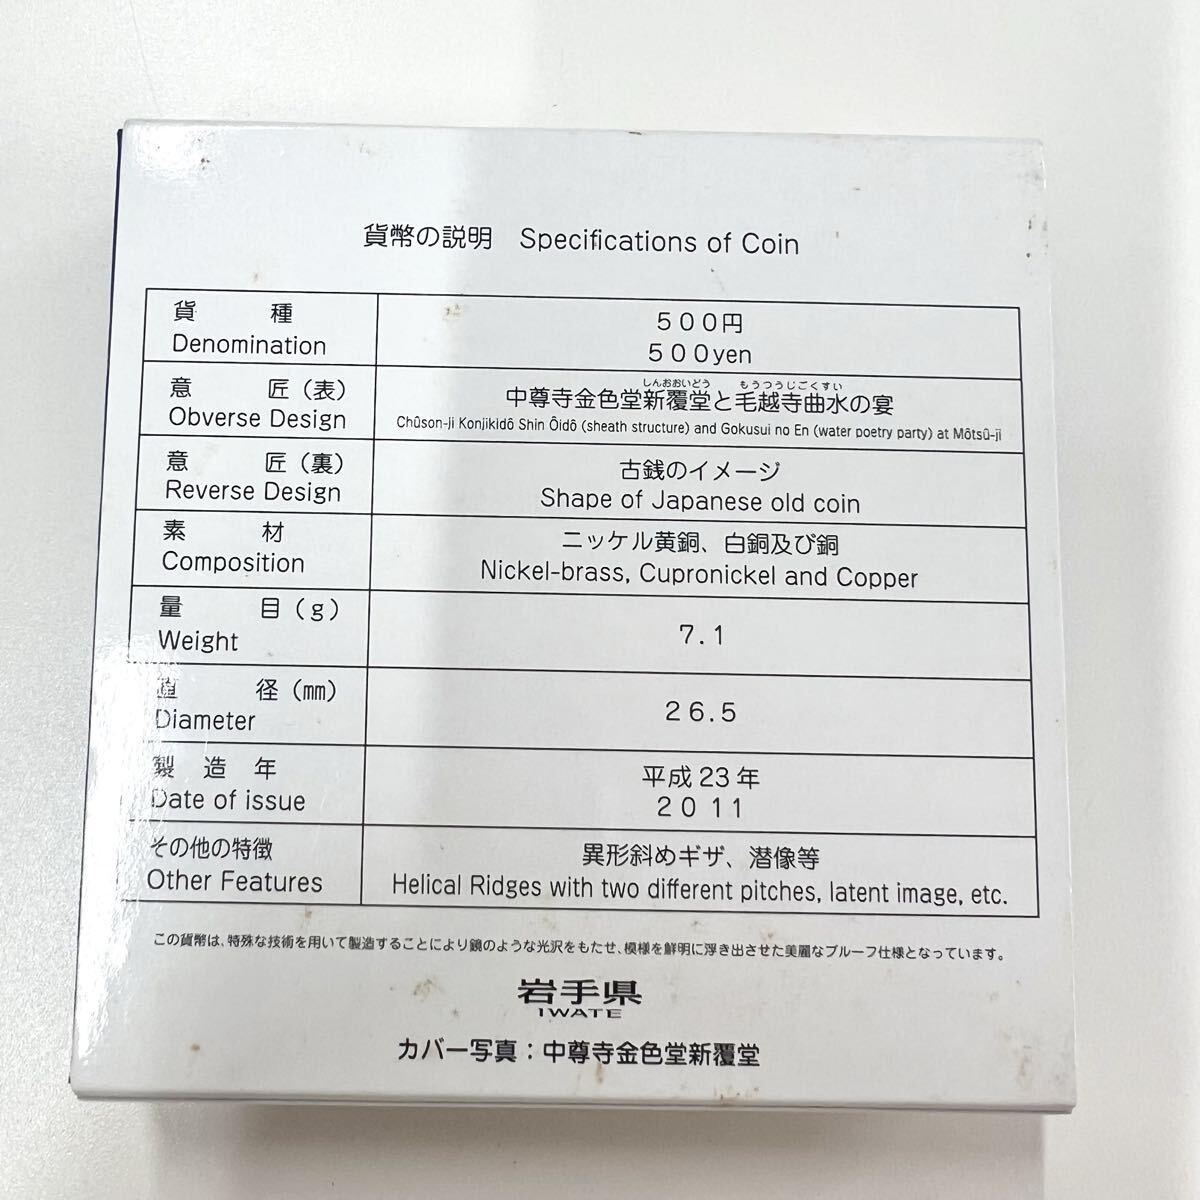 貨幣の説明 Specifications of Coin
貨 種
Denomination
500円
500yen
意 匠(表)
Obverse Design
しんおおいどう もうつうじごくすい
中尊寺金色堂新覆堂と毛越寺曲水の宴
Chûson-ji Konjikidô Shin Ôidô (sheath structure) and Gokusui no En (water poetry party) at Môtsû-ji
意 匠(裏)
Reverse Design
古銭のイメージ
Shape of Japanese old coin
素 材
Composition
ニッケル黄銅、白銅及び銅
Nickel-brass, Cupronickel and Copper
量 目(g)
Weight
7.1
直 径(mm)
Diameter
26.5
製 造 年
Date of issue
平成23年
2011
その他の特徴
Other Features
異形斜めギザ、潜像等
Helical Ridges with two different pitches, latent image, etc.
この貨幣は、特殊な技術を用いて製造することにより鏡のような光沢をもたせ、模様を鮮明に浮き出させた美麗なプルーフ仕様となっています。
岩手県
IWATE
カバー写真:中尊寺金色堂新覆堂